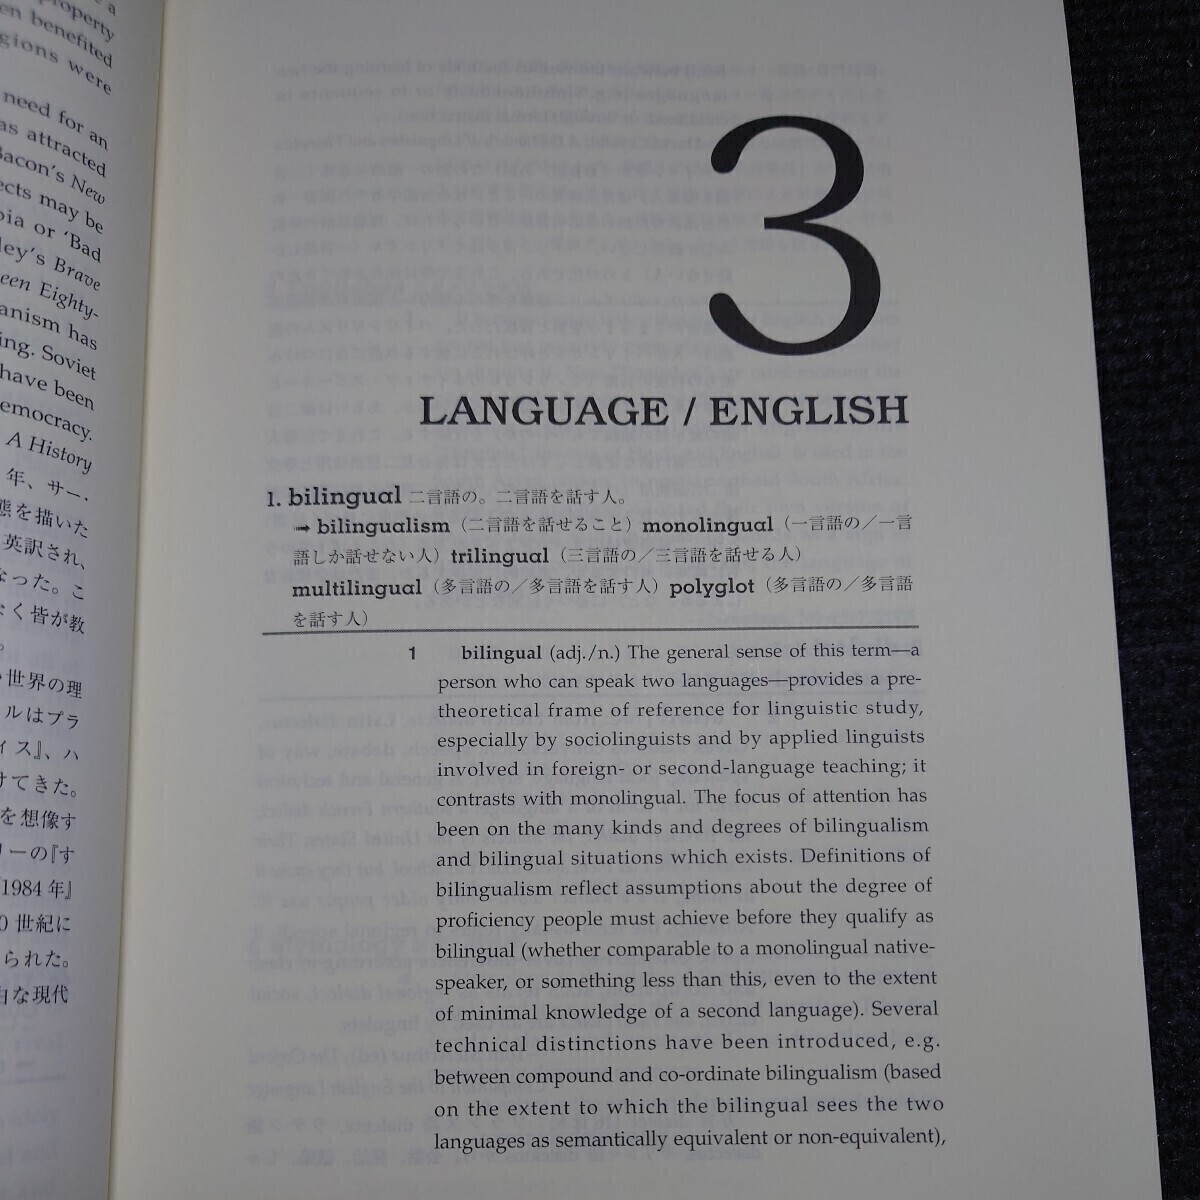 property
en benefited
gions were
need for an
as attracted
Bacon's New
ects may be
pia or 'Bad
ley's Brave
een Eighty-
anism has
ing. Soviet
have been
emocracy.
A History
年、サー・
態を描いた
英訳され、
なった。こ
なく皆が教
。
世界の理
ルはプラ
ィス』、ハ
けてきた。
を想像す
リーの『す
1984 年』
0 世紀に
られた。
白な現代
3
LANGUAGE / ENGLISH
1. bilingual 二言語の。二言語を話す人。
➟ bilingualism（二言語を話せること）monolingual（一言語の／一言
語しか話せない人）trilingual（三言語の／三言語を話せる人）
multilingual（多言語の／多言語を話す人）polyglot（多言語の／多言語
を話す人）
1 bilingual (adj./n.) The general sense of this term—a
person who can speak two languages—provides a pre-
theoretical frame of reference for linguistic study,
especially by sociolinguists and by applied linguists
involved in foreign- or second-language teaching; it
contrasts with monolingual. The focus of attention has
been on the many kinds and degrees of bilingualism
and bilingual situations which exists. Definitions of
bilingualism reflect assumptions about the degree of
proficiency people must achieve before they qualify as
bilingual (whether comparable to a monolingual native-
speaker, or something less than this, even to the extent
of minimal knowledge of a second language). Several
technical distinctions have been introduced, e.g.
between compound and co-ordinate bilingualism (based
on the extent to which the bilingual sees the two
languages as semantically equivalent or non-equivalent),